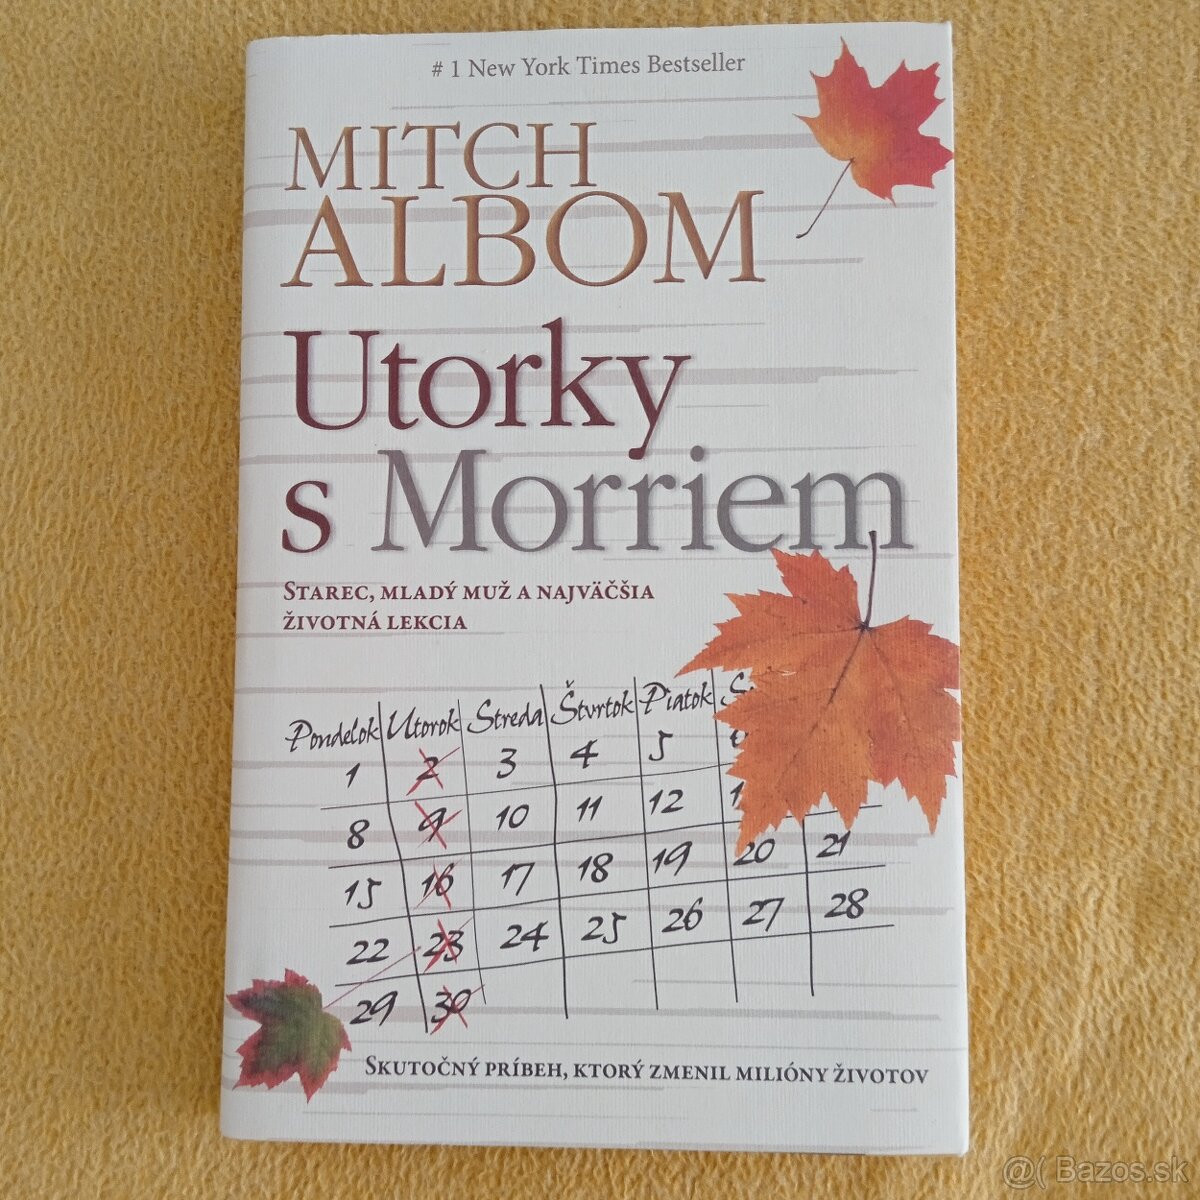 # 1 New York Times Bestseller
MITCH
ALBOM
Utorky
s Morriem
STAREC, MLADÝ MUŽ A NAJVÄČŠIA
ŽIVOTNÁ LEKCIA
Pondelok Utorok Streda Štvrtok Piatok
1 2 3 4 5
8 9 10 11 12
15 16 17 18 19 20 21
22 23 24 25 26 27 28
29 30
SKUTOČNÝ PRÍBEH, KTORÝ ZMENIL MILIÓNY ŽIVOTOV
@( Bazos.sk